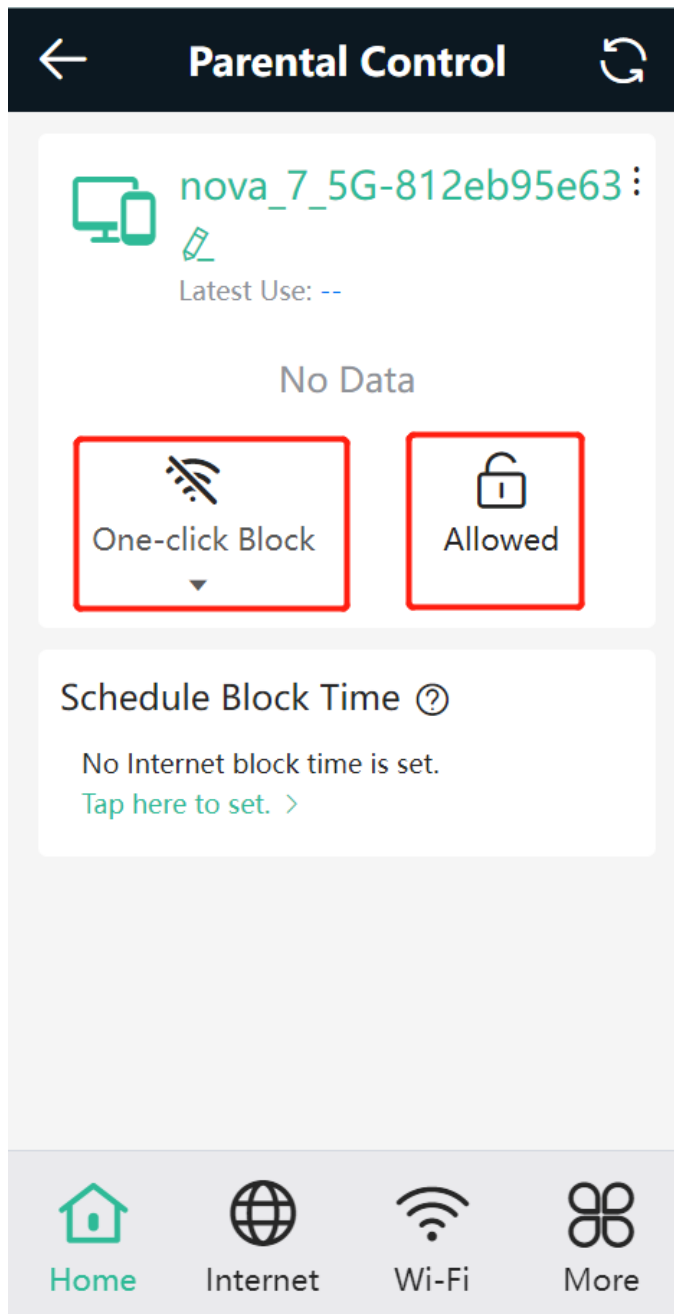 Parental Control
nova_7_5G-812eb95e63
Latest Use: --
No Data
One-click Block
Allowed
Schedule Block Time
No Internet block time is set.
Tap here to set. >
Home
Internet
Wi-Fi
More